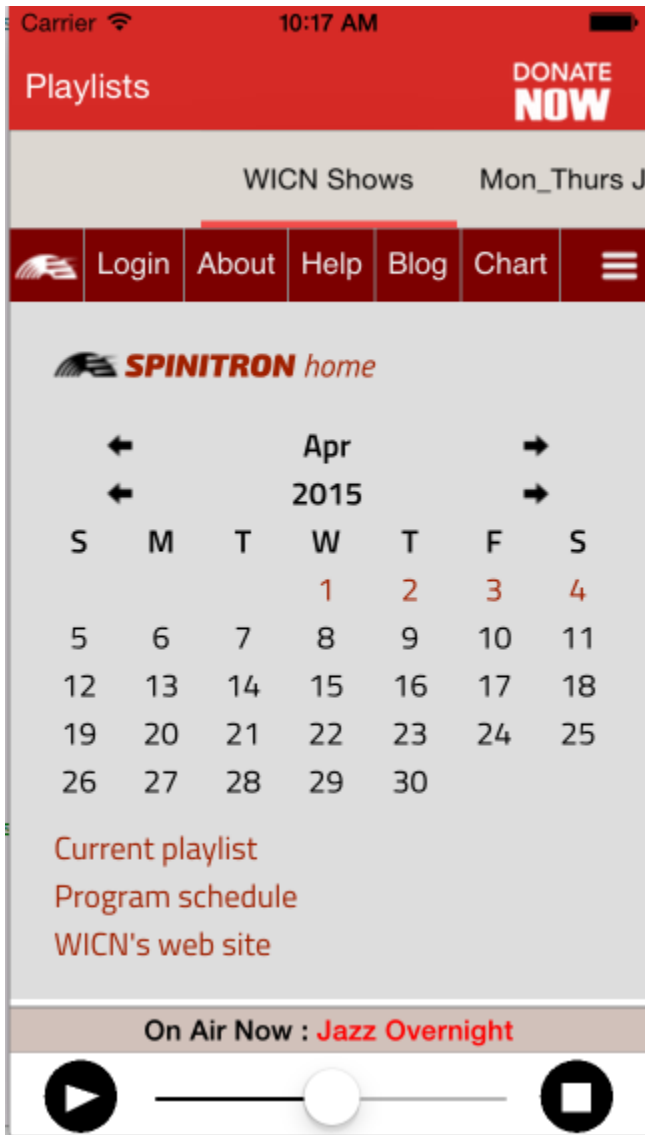 Carrier 10:17 AM
Playlists
DONATE
NOW
WICN Shows Mon_Thurs J
Login About Help Blog Chart
SPINITRON home
Apr
2015
S M T W T F S
1 2 3 4
5 6 7 8 9 10 11
12 13 14 15 16 17 18
19 20 21 22 23 24 25
26 27 28 29 30
Current playlist
Program schedule
WICN's web site
On Air Now : Jazz Overnight